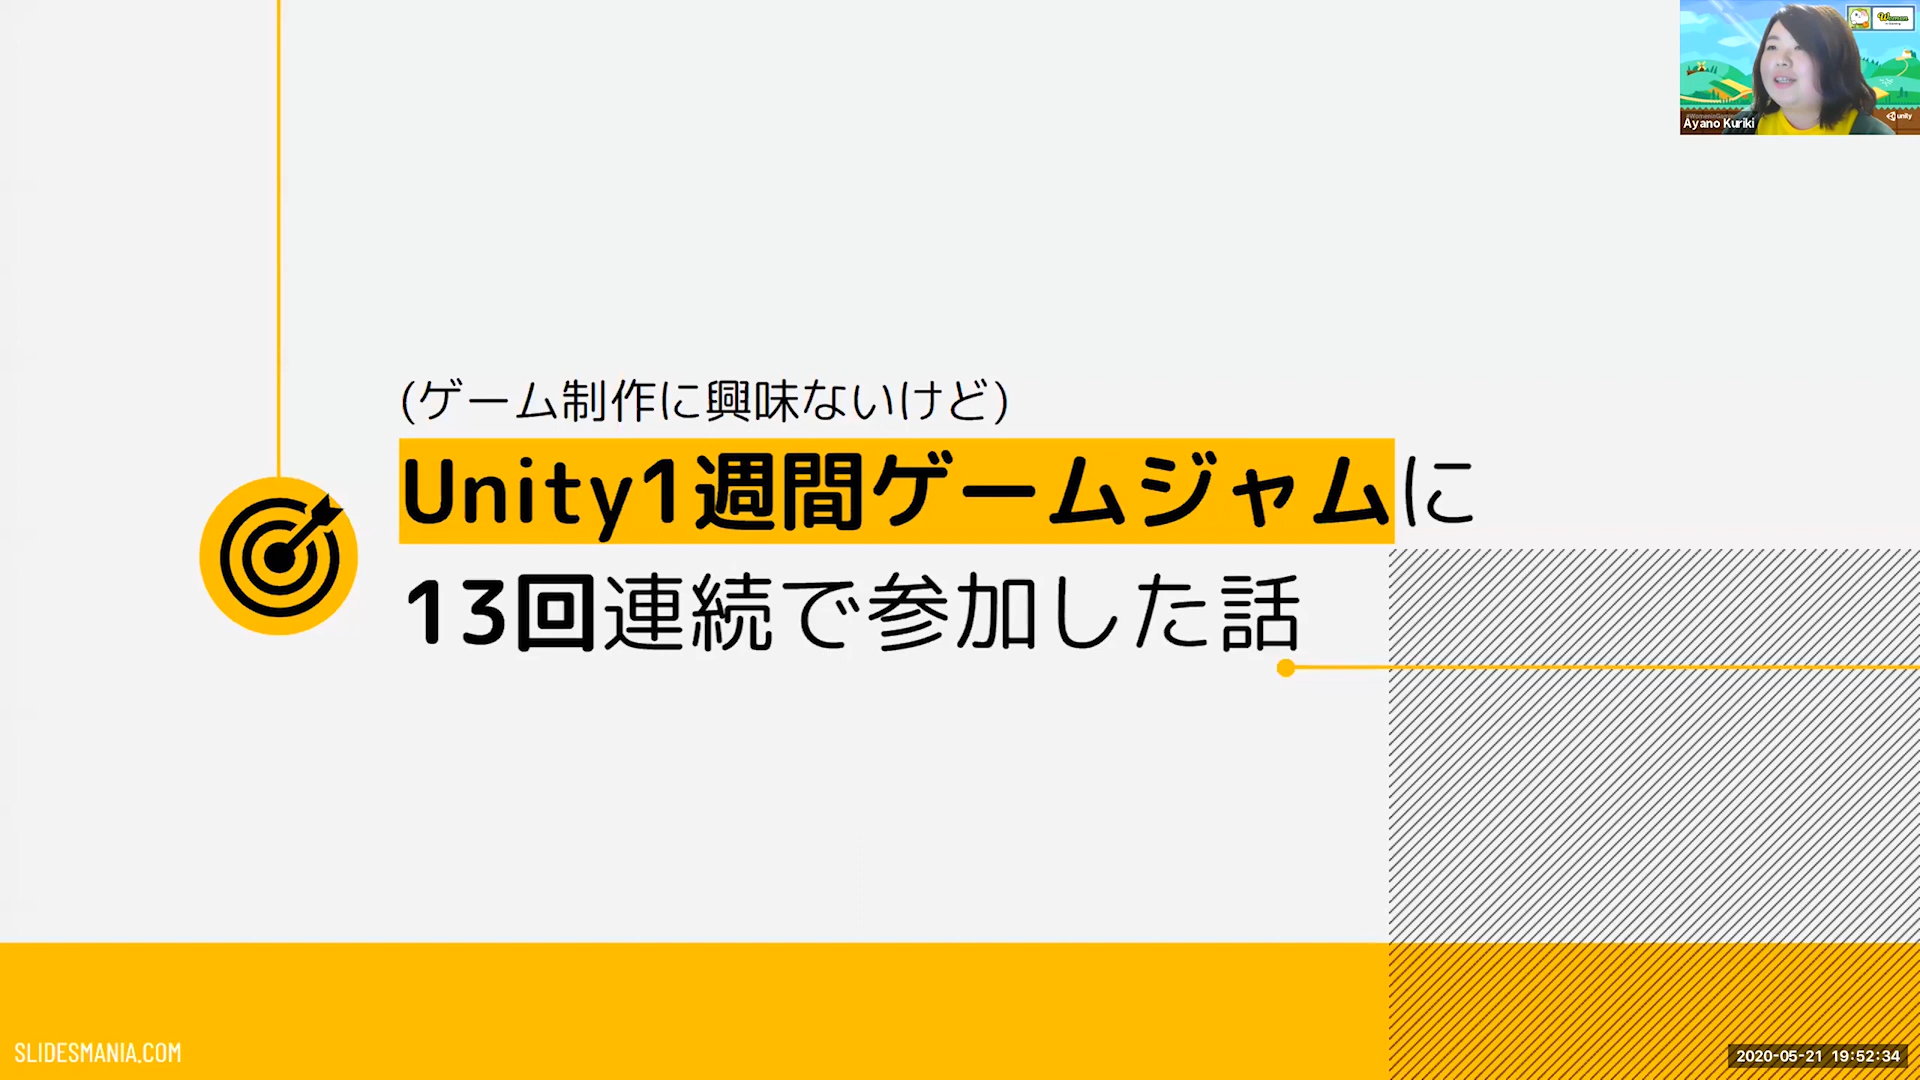 (ゲーム制作に興味ないけど)
Unity1週間ゲームジャムに
13回連続で参加した話
Women
Ayano Kuriki
unity
SLIDESMANIA.COM
2020-05-21 19:52:34